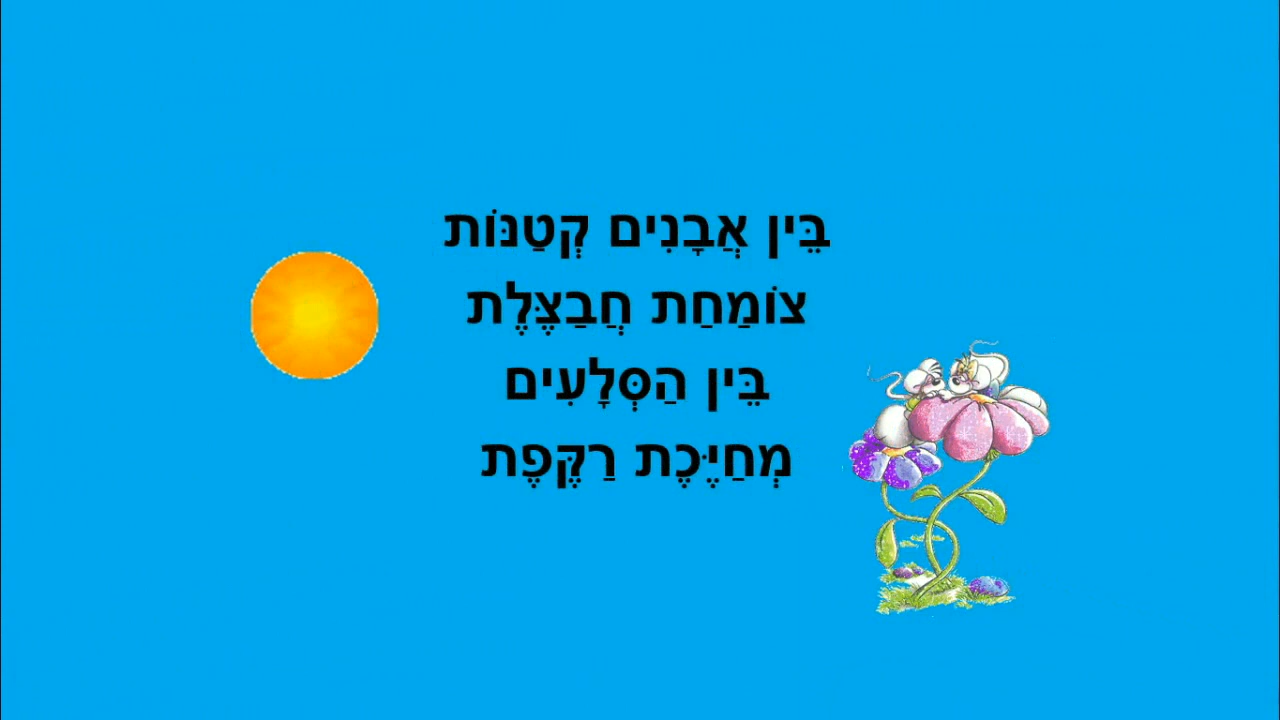 בֵּין אֲבָנִים קְטַנּוֹת
צוֹמַחַת חֲבַצֶּלֶת
בֵּין הַסְּלָעִים
מְחַיֶּכֶת רַקֶּפֶת